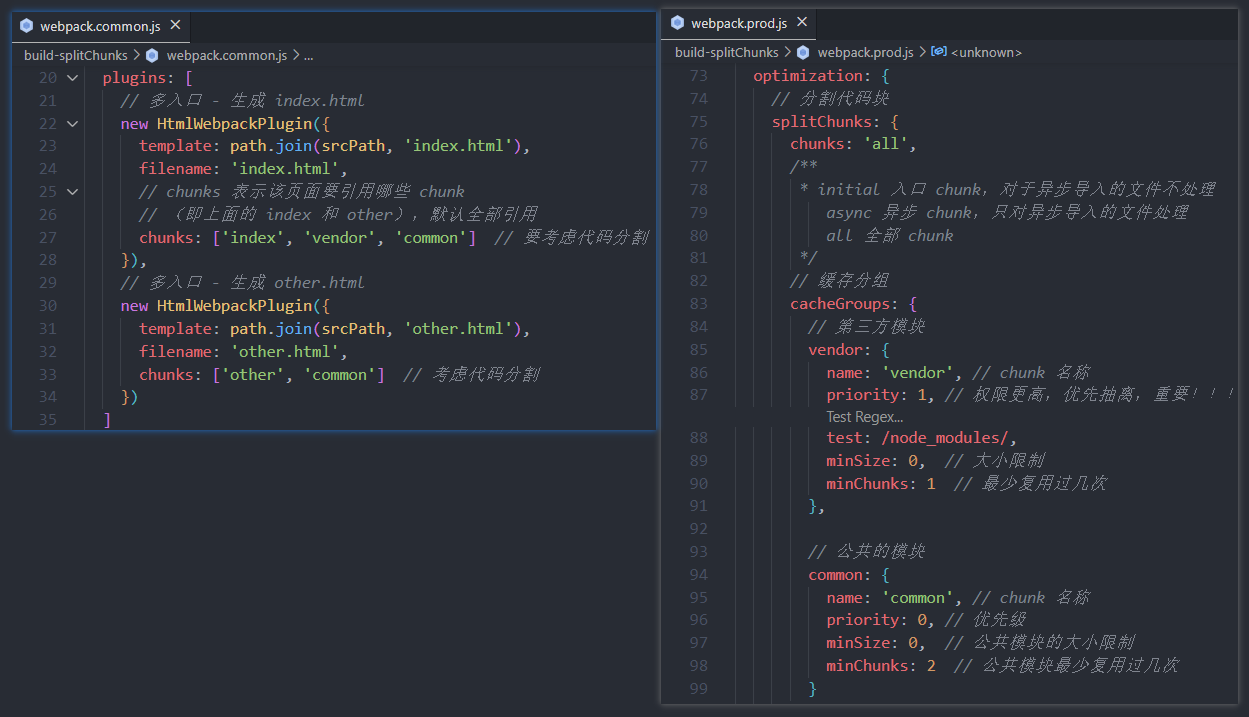 webpack.common.js
build-splitChunks > webpack.common.js > ...
20 plugins: [
21 // 多入口 - 生成 index.html
22 new HtmlWebpackPlugin({
23 template: path.join(srcPath, 'index.html'),
24 filename: 'index.html',
25 // chunks 表示该页面要引用哪些 chunk
26 // （即上面的 index 和 other），默认全部引用
27 chunks: ['index', 'vendor', 'common'] // 要考虑代码分割
28 }),
29 // 多入口 - 生成 other.html
30 new HtmlWebpackPlugin({
31 template: path.join(srcPath, 'other.html'),
32 filename: 'other.html',
33 chunks: ['other', 'common'] // 考虑代码分割
34 })
35 ]
webpack.prod.js
build-splitChunks > webpack.prod.js > <unknown>
73 optimization: {
74 // 分割代码块
75 splitChunks: {
76 chunks: 'all',
77 /**
78 * initial 入口 chunk，对于异步导入的文件不处理
79 async 异步 chunk，只对异步导入的文件处理
80 all 全部 chunk
81 */
82 // 缓存分组
83 cacheGroups: {
84 // 第三方模块
85 vendor: {
86 name: 'vendor', // chunk 名称
87 priority: 1, // 权限更高，优先抽离，重要！！！
Test Regex...
88 test: /node_modules/,
89 minSize: 0, // 大小限制
90 minChunks: 1 // 最少复用过几次
91 },
92
93 // 公共的模块
94 common: {
95 name: 'common', // chunk 名称
96 priority: 0, // 优先级
97 minSize: 0, // 公共模块的大小限制
98 minChunks: 2 // 公共模块最少复用过几次
99 }